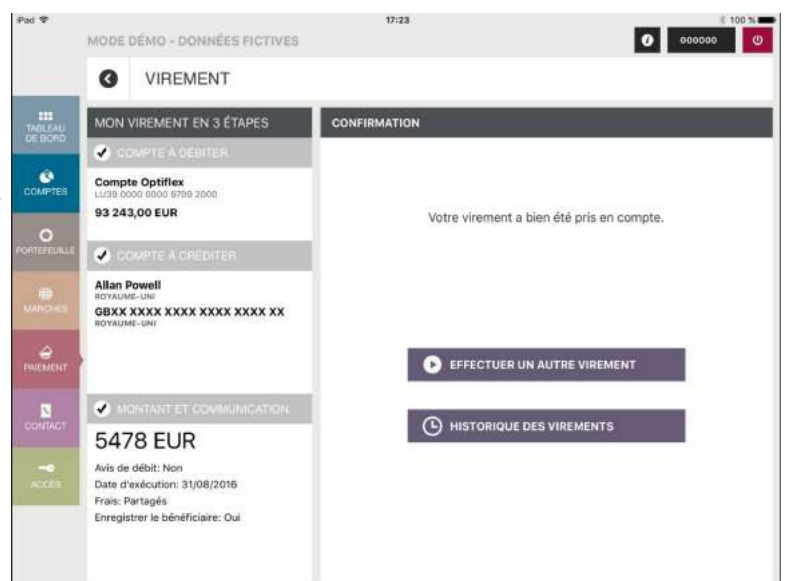 iPad
17:23
100 %
MODE DÉMO - DONNÉES FICTIVES
000000
VIREMENT
TABLEAU
DE BORD
COMPTES
PORTEFEUILLE
MARCHÉS
PAIEMENT
CONTACT
ACCÈS
MON VIREMENT EN 3 ÉTAPES
COMPTE À DÉBITER
Compte Optiflex
LU39 0000 0000 9709 2000
93 243,00 EUR
COMPTE À CRÉDITER
Allan Powell
ROYAUME-UNI
GBXX XXXX XXXX XXXX XXXX XX
ROYAUME-UNI
MONTANT ET COMMUNICATION
5478 EUR
Avis de débit: Non
Date d'exécution: 31/08/2016
Frais: Partagés
Enregistrer le bénéficiaire: Oui
CONFIRMATION
Votre virement a bien été pris en compte.
EFFECTUER UN AUTRE VIREMENT
HISTORIQUE DES VIREMENTS